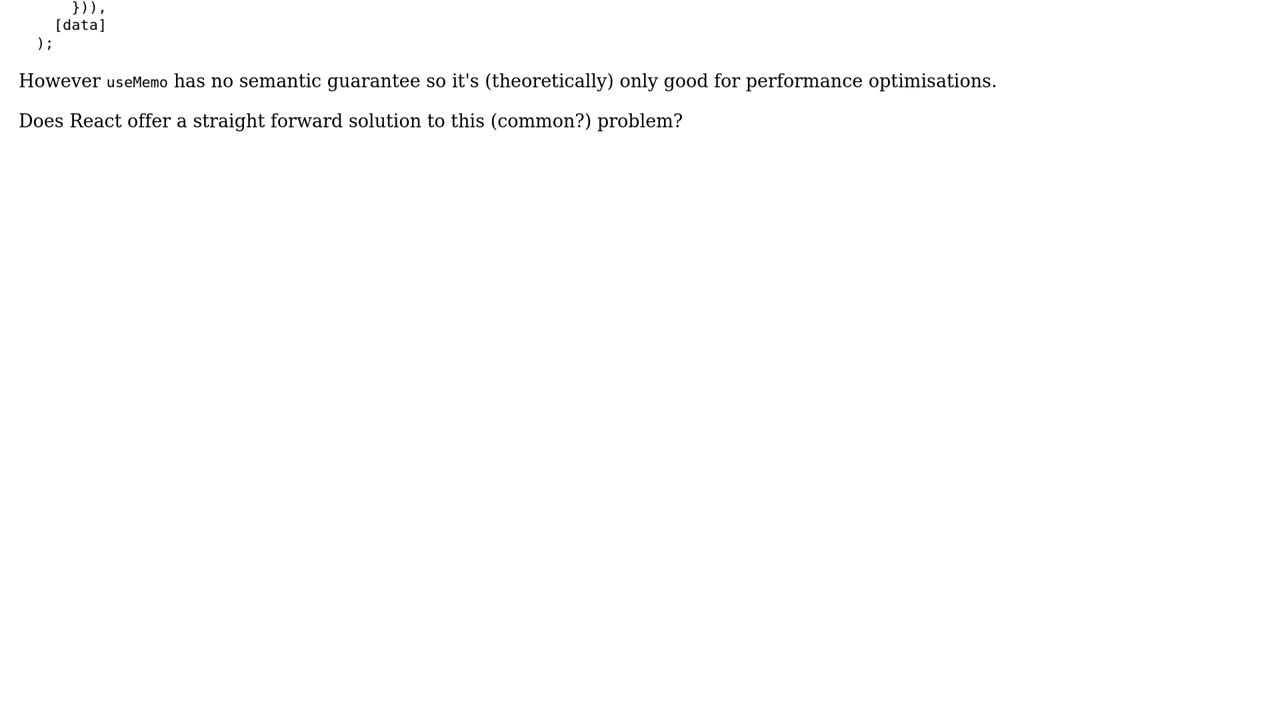 })),
[data]
);
However useMemo has no semantic guarantee so it's (theoretically) only good for performance optimisations.
Does React offer a straight forward solution to this (common?) problem?